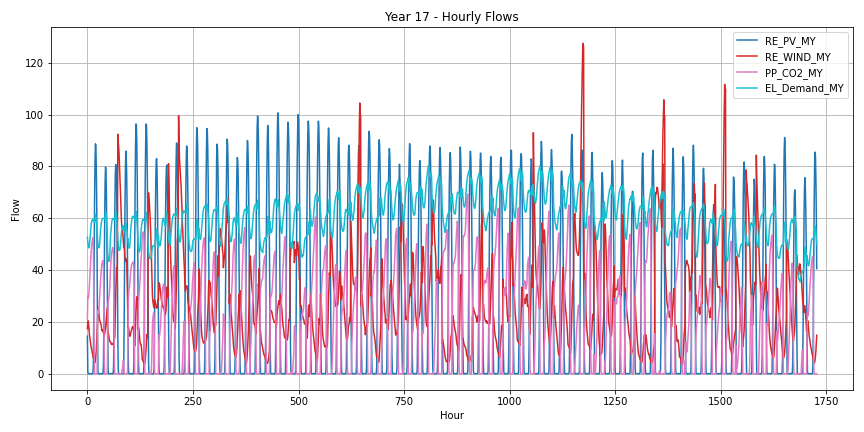 Year 17 - Hourly Flows
RE_PV_MY
RE_WIND_MY
PP_CO2_MY
EL_Demand_MY
Flow
120
100
80
60
40
20
0
0 250 500 750 1000 1250 1500 1750
Hour